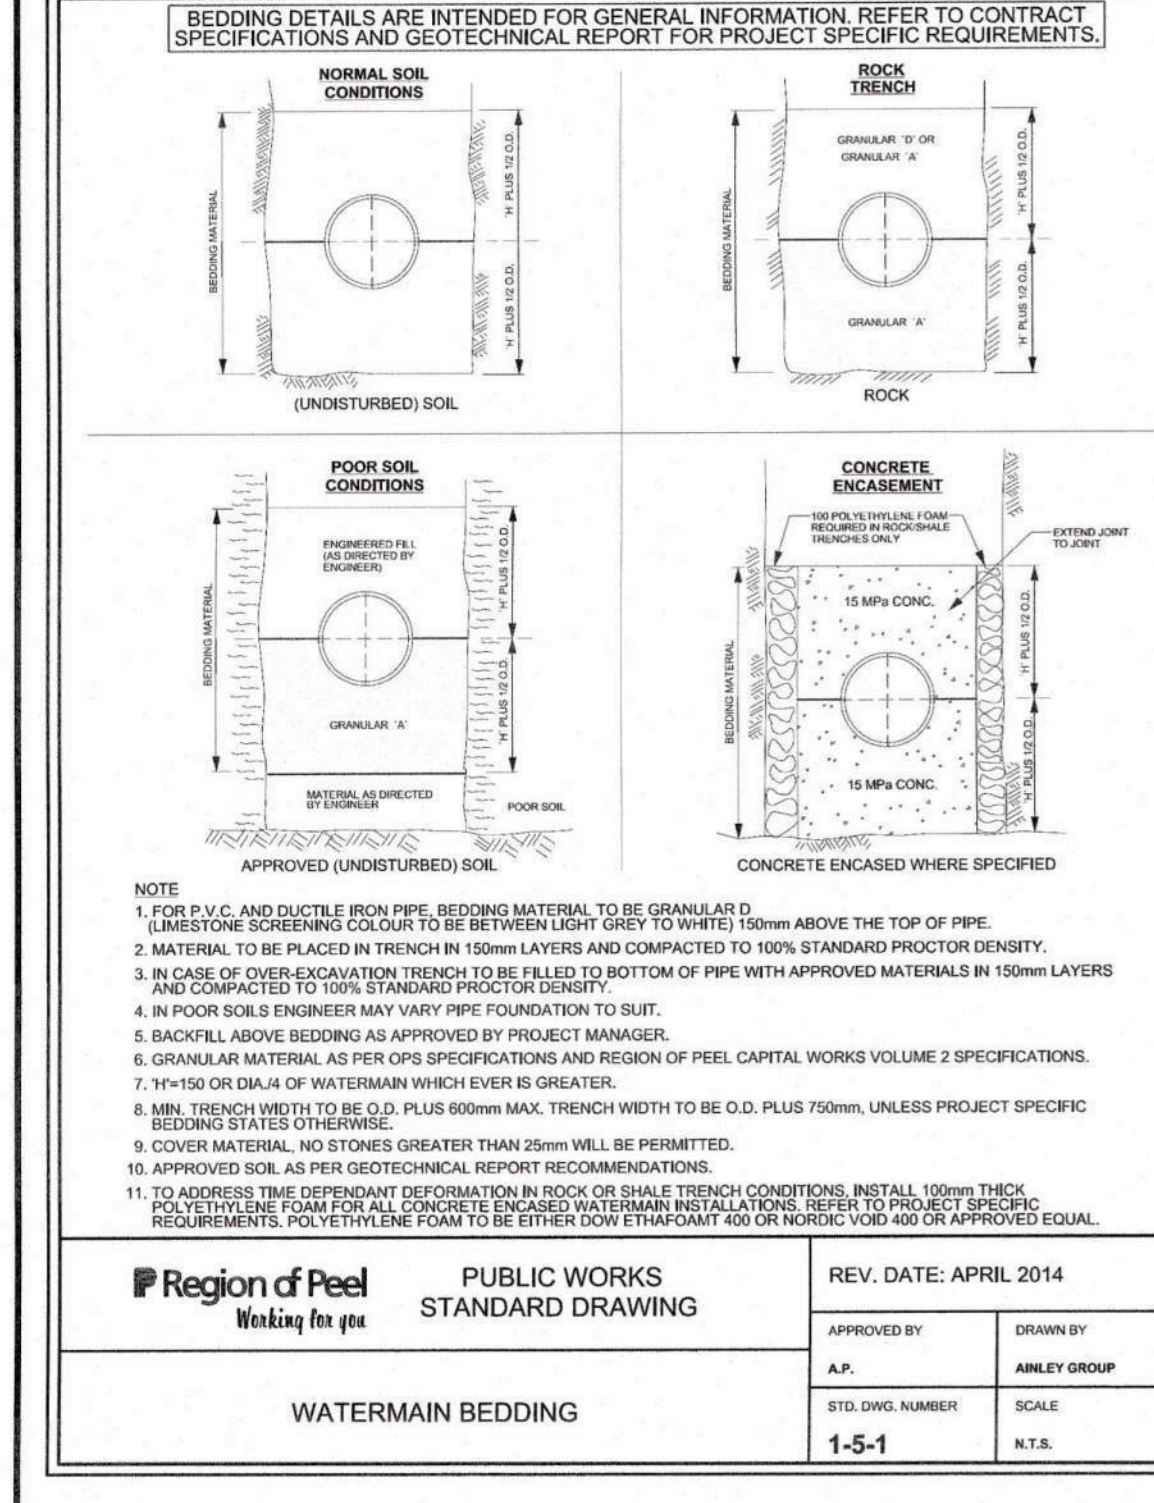 BEDDING DETAILS ARE INTENDED FOR GENERAL INFORMATION. REFER TO CONTRACT
SPECIFICATIONS AND GEOTECHNICAL REPORT FOR PROJECT SPECIFIC REQUIREMENTS.
NORMAL SOIL
CONDITIONS
BEDDING MATERIAL
'H' PLUS 1/2 O.D.
'H' PLUS 1/2 O.D.
(UNDISTURBED) SOIL
ROCK
TRENCH
GRANULAR 'D' OR
GRANULAR 'A'
BEDDING MATERIAL
'H' PLUS 1/2 O.D.
'H' PLUS 1/2 O.D.
GRANULAR 'A'
ROCK
POOR SOIL
CONDITIONS
ENGINEERED FILL
(AS DIRECTED BY
ENGINEER)
BEDDING MATERIAL
'H' PLUS 1/2 O.D.
'H' PLUS 1/2 O.D.
GRANULAR 'A'
MATERIAL AS DIRECTED
BY ENGINEER
POOR SOIL
APPROVED (UNDISTURBED) SOIL
CONCRETE
ENCASEMENT
100 POLYETHYLENE FOAM
REQUIRED IN ROCK/SHALE
TRENCHES ONLY
EXTEND JOINT
TO JOINT
15 MPa CONC.
BEDDING MATERIAL
'H' PLUS 1/2 O.D.
'H' PLUS 1/2 O.D.
15 MPa CONC.
CONCRETE ENCASED WHERE SPECIFIED
NOTE
1. FOR P.V.C. AND DUCTILE IRON PIPE, BEDDING MATERIAL TO BE GRANULAR D
(LIMESTONE SCREENING COLOUR TO BE BETWEEN LIGHT GREY TO WHITE) 150mm ABOVE THE TOP OF PIPE.
2. MATERIAL TO BE PLACED IN TRENCH IN 150mm LAYERS AND COMPACTED TO 100% STANDARD PROCTOR DENSITY.
3. IN CASE OF OVER-EXCAVATION TRENCH TO BE FILLED TO BOTTOM OF PIPE WITH APPROVED MATERIALS IN 150mm LAYERS
AND COMPACTED TO 100% STANDARD PROCTOR DENSITY.
4. IN POOR SOILS ENGINEER MAY VARY PIPE FOUNDATION TO SUIT.
5. BACKFILL ABOVE BEDDING AS APPROVED BY PROJECT MANAGER.
6. GRANULAR MATERIAL AS PER OPS SPECIFICATIONS AND REGION OF PEEL CAPITAL WORKS VOLUME 2 SPECIFICATIONS.
7. 'H'=150 OR DIA./4 OF WATERMAIN WHICH EVER IS GREATER.
8. MIN. TRENCH WIDTH TO BE O.D. PLUS 600mm MAX. TRENCH WIDTH TO BE O.D. PLUS 750mm, UNLESS PROJECT SPECIFIC
BEDDING STATES OTHERWISE.
9. COVER MATERIAL, NO STONES GREATER THAN 25mm WILL BE PERMITTED.
10. APPROVED SOIL AS PER GEOTECHNICAL REPORT RECOMMENDATIONS.
11. TO ADDRESS TIME DEPENDANT DEFORMATION IN ROCK OR SHALE TRENCH CONDITIONS, INSTALL 100mm THICK
POLYETHYLENE FOAM FOR ALL CONCRETE ENCASED WATERMAIN INSTALLATIONS. REFER TO PROJECT SPECIFIC
REQUIREMENTS. POLYETHYLENE FOAM TO BE EITHER DOW ETHAFOAMT 400 OR NORDIC VOID 400 OR APPROVED EQUAL.
Region of Peel
Working for you
PUBLIC WORKS
STANDARD DRAWING
REV. DATE: APRIL 2014
APPROVED BY
A.P.
DRAWN BY
AINLEY GROUP
WATERMAIN BEDDING
STD. DWG. NUMBER
1-5-1
SCALE
N.T.S.